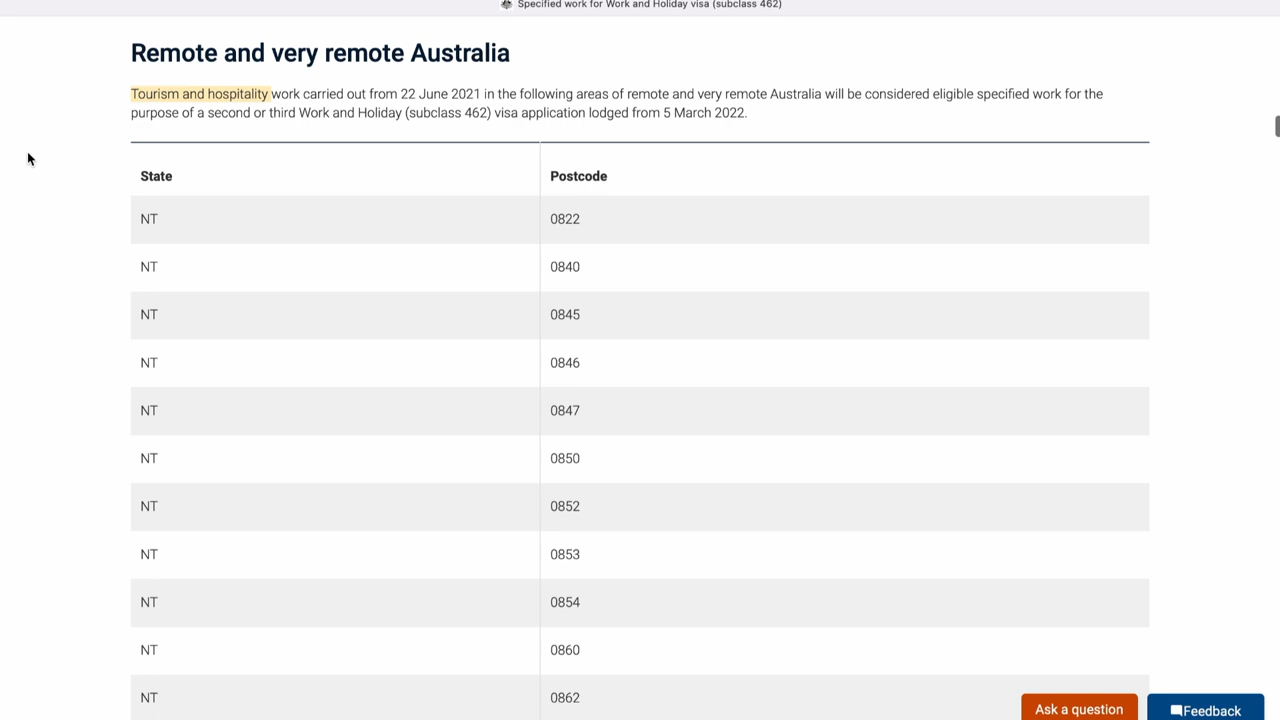 Specified work for Work and Holiday visa (subclass 462)
Remote and very remote Australia
Tourism and hospitality work carried out from 22 June 2021 in the following areas of remote and very remote Australia will be considered eligible specified work for the
purpose of a second or third Work and Holiday (subclass 462) visa application lodged from 5 March 2022.
State Postcode
NT 0822
NT 0840
NT 0845
NT 0846
NT 0847
NT 0850
NT 0852
NT 0853
NT 0854
NT 0860
NT 0862
Ask a question Feedback